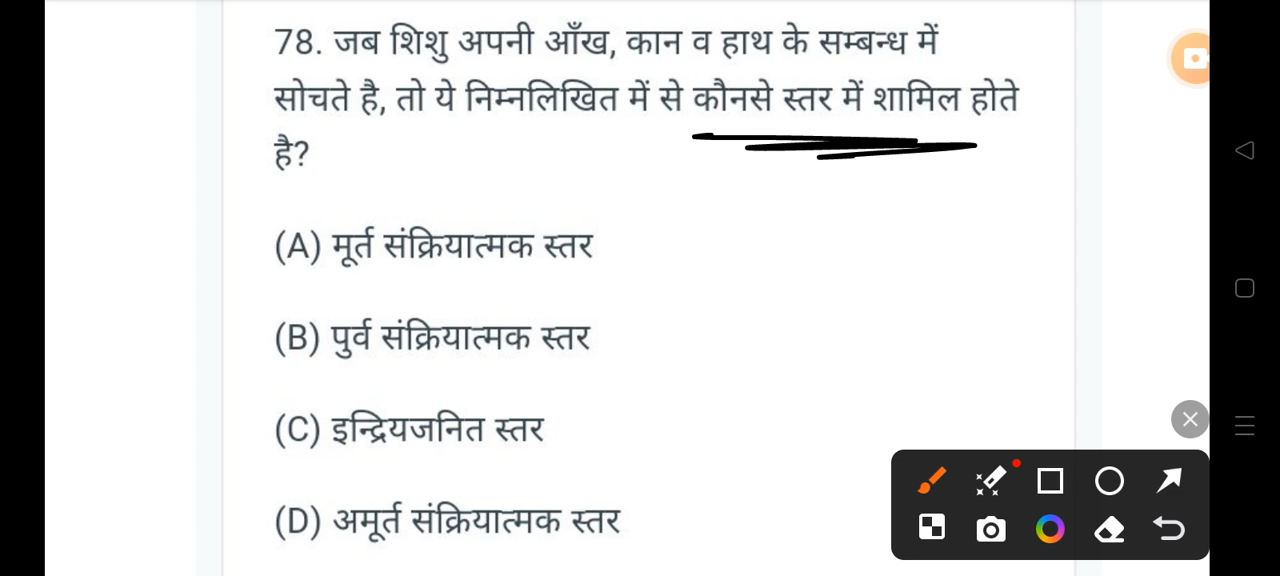 78. जब शिशु अपनी आँख, कान व हाथ के सम्बन्ध में
सोचते है, तो ये निम्नलिखित में से कौनसे स्तर में शामिल होते
है?
(A) मूर्त संक्रियात्मक स्तर
(B) पुर्व संक्रियात्मक स्तर
(C) इन्द्रियजनित स्तर
(D) अमूर्त संक्रियात्मक स्तर